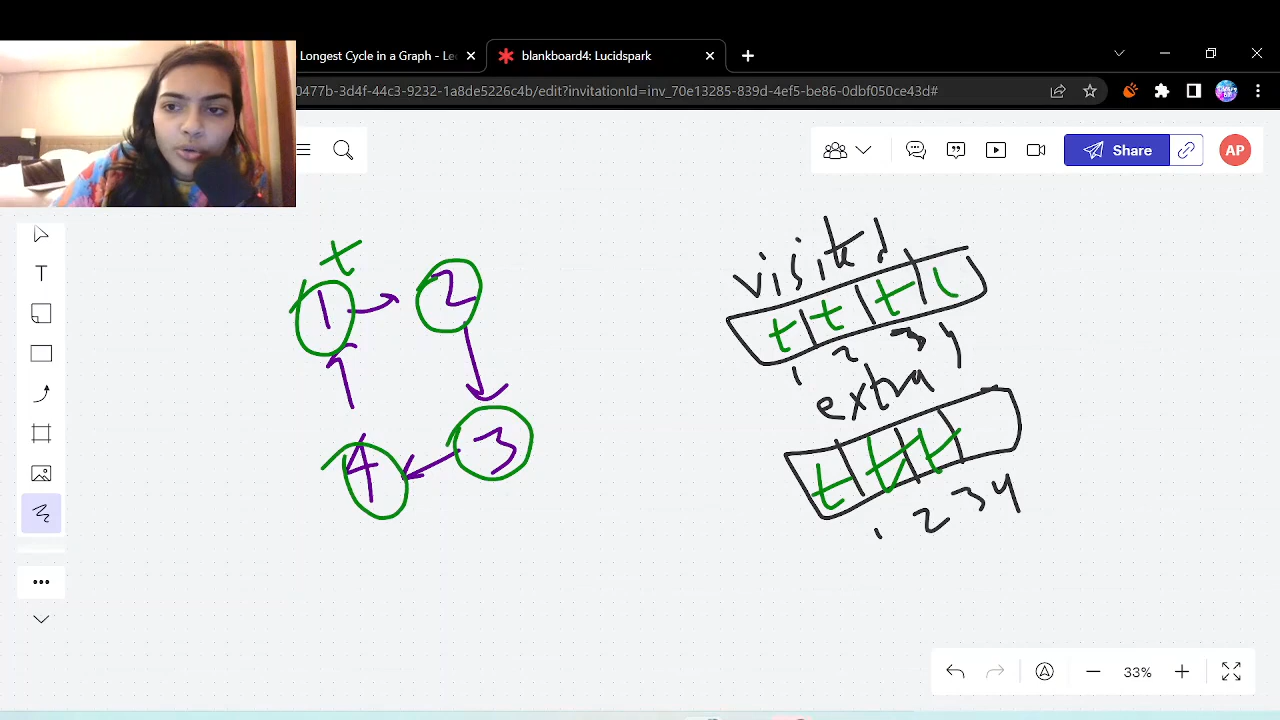 Longest Cycle in a Graph - Le
blankboard4: Lucidspark
0477b-3d4f-44c3-9232-1a8de5226c4b/edit?invitationId=inv_70e13285-839d-4ef5-be86-0dbf050ce43d#
Share
AP
T
t
1 2
4 3
visited
t t t
1 2 3 4
extra
t t t
1 2 3 4
33%